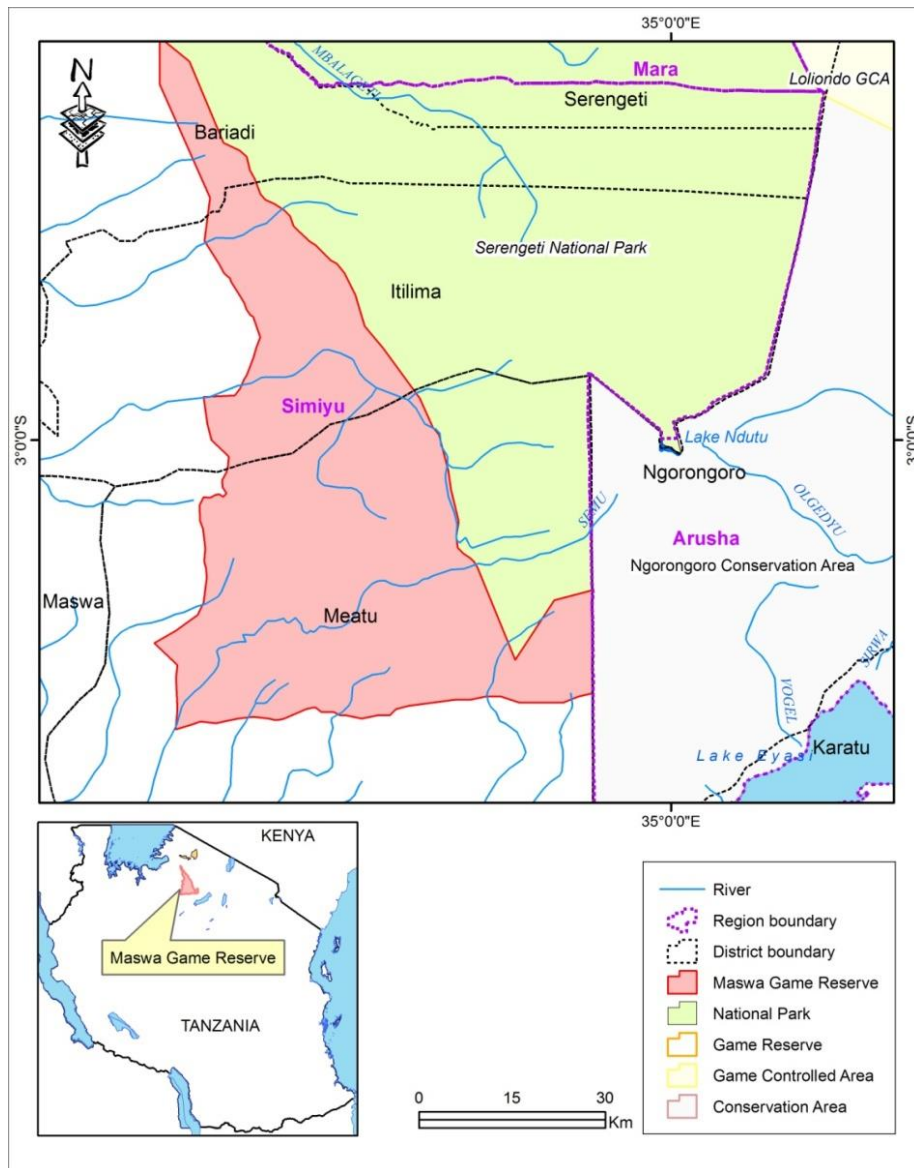 35°0'0"E
N
MBALAGETI
Mara
Loliondo GCA
Serengeti
Bariadi
Serengeti National Park
Itilima
Simiyu
3°0'0"S
3°0'0"S
Lake Ndutu
Ngorongoro
SEMU
OLGEDYU
Arusha
Ngorongoro Conservation Area
Maswa
Meatu
SIRWA
VOGEL
Karatu
Lake Eyasi
35°0'0"E
KENYA
Maswa Game Reserve
TANZANIA
0 15 30
Km
River
Region boundary
District boundary
Maswa Game Reserve
National Park
Game Reserve
Game Controlled Area
Conservation Area